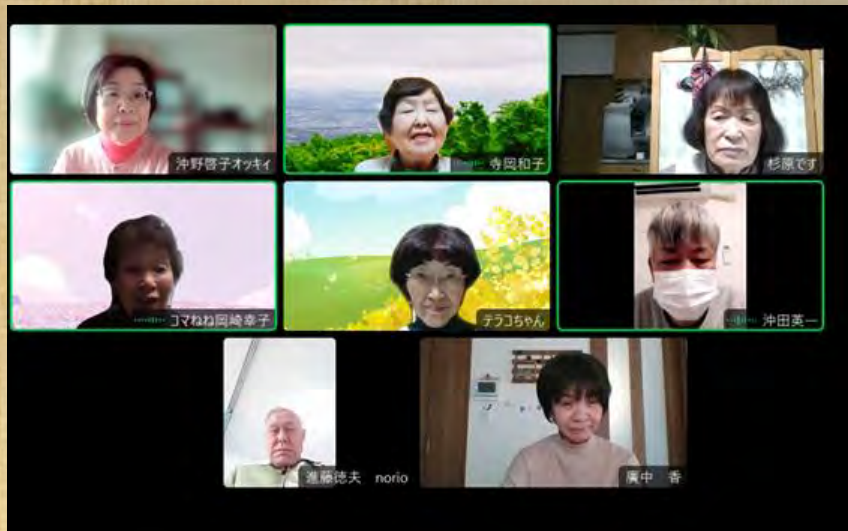 沖野啓子オッキィ
寺岡和子
杉原です
コマねね岡崎幸子
テラコちゃん
沖田英一
進藤徳夫 norio
廣中 香